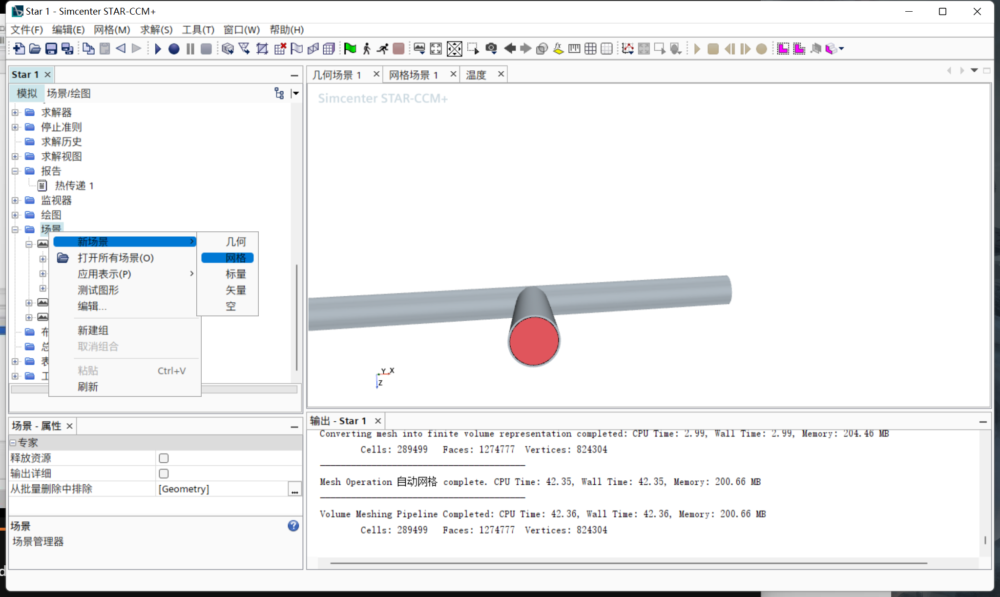 Star 1 - Simcenter STAR-CCM+
文件(F) 编辑(E) 网格(M) 求解(S) 工具(T) 窗口(W) 帮助(H)
Star 1
模拟 场景/绘图
求解器
停止准则
求解历史
求解视图
报告
热传递 1
监视器
绘图
场景
布
总
表
工
新场景
打开所有场景(O)
应用表示(P)
测试图形
编辑...
新建组
取消组合
粘贴 Ctrl+V
刷新
几何
网格
标量
矢量
空
场景 - 属性
专家
释放资源
输出详细
从批量删除中排除 [Geometry]
...
场景
场景管理器
几何场景 1 网格场景 1 温度
Simcenter STAR-CCM+
Y X
Z
输出 - Star 1
Converting mesh into finite volume representation completed: CPU Time: 2.99, Wall Time: 2.99, Memory: 204.46 MB
Cells: 289499 Faces: 1274777 Vertices: 824304
Mesh Operation 自动网格 complete. CPU Time: 42.35, Wall Time: 42.35, Memory: 200.66 MB
Volume Meshing Pipeline Completed: CPU Time: 42.36, Wall Time: 42.36, Memory: 200.66 MB
Cells: 289499 Faces: 1274777 Vertices: 824304